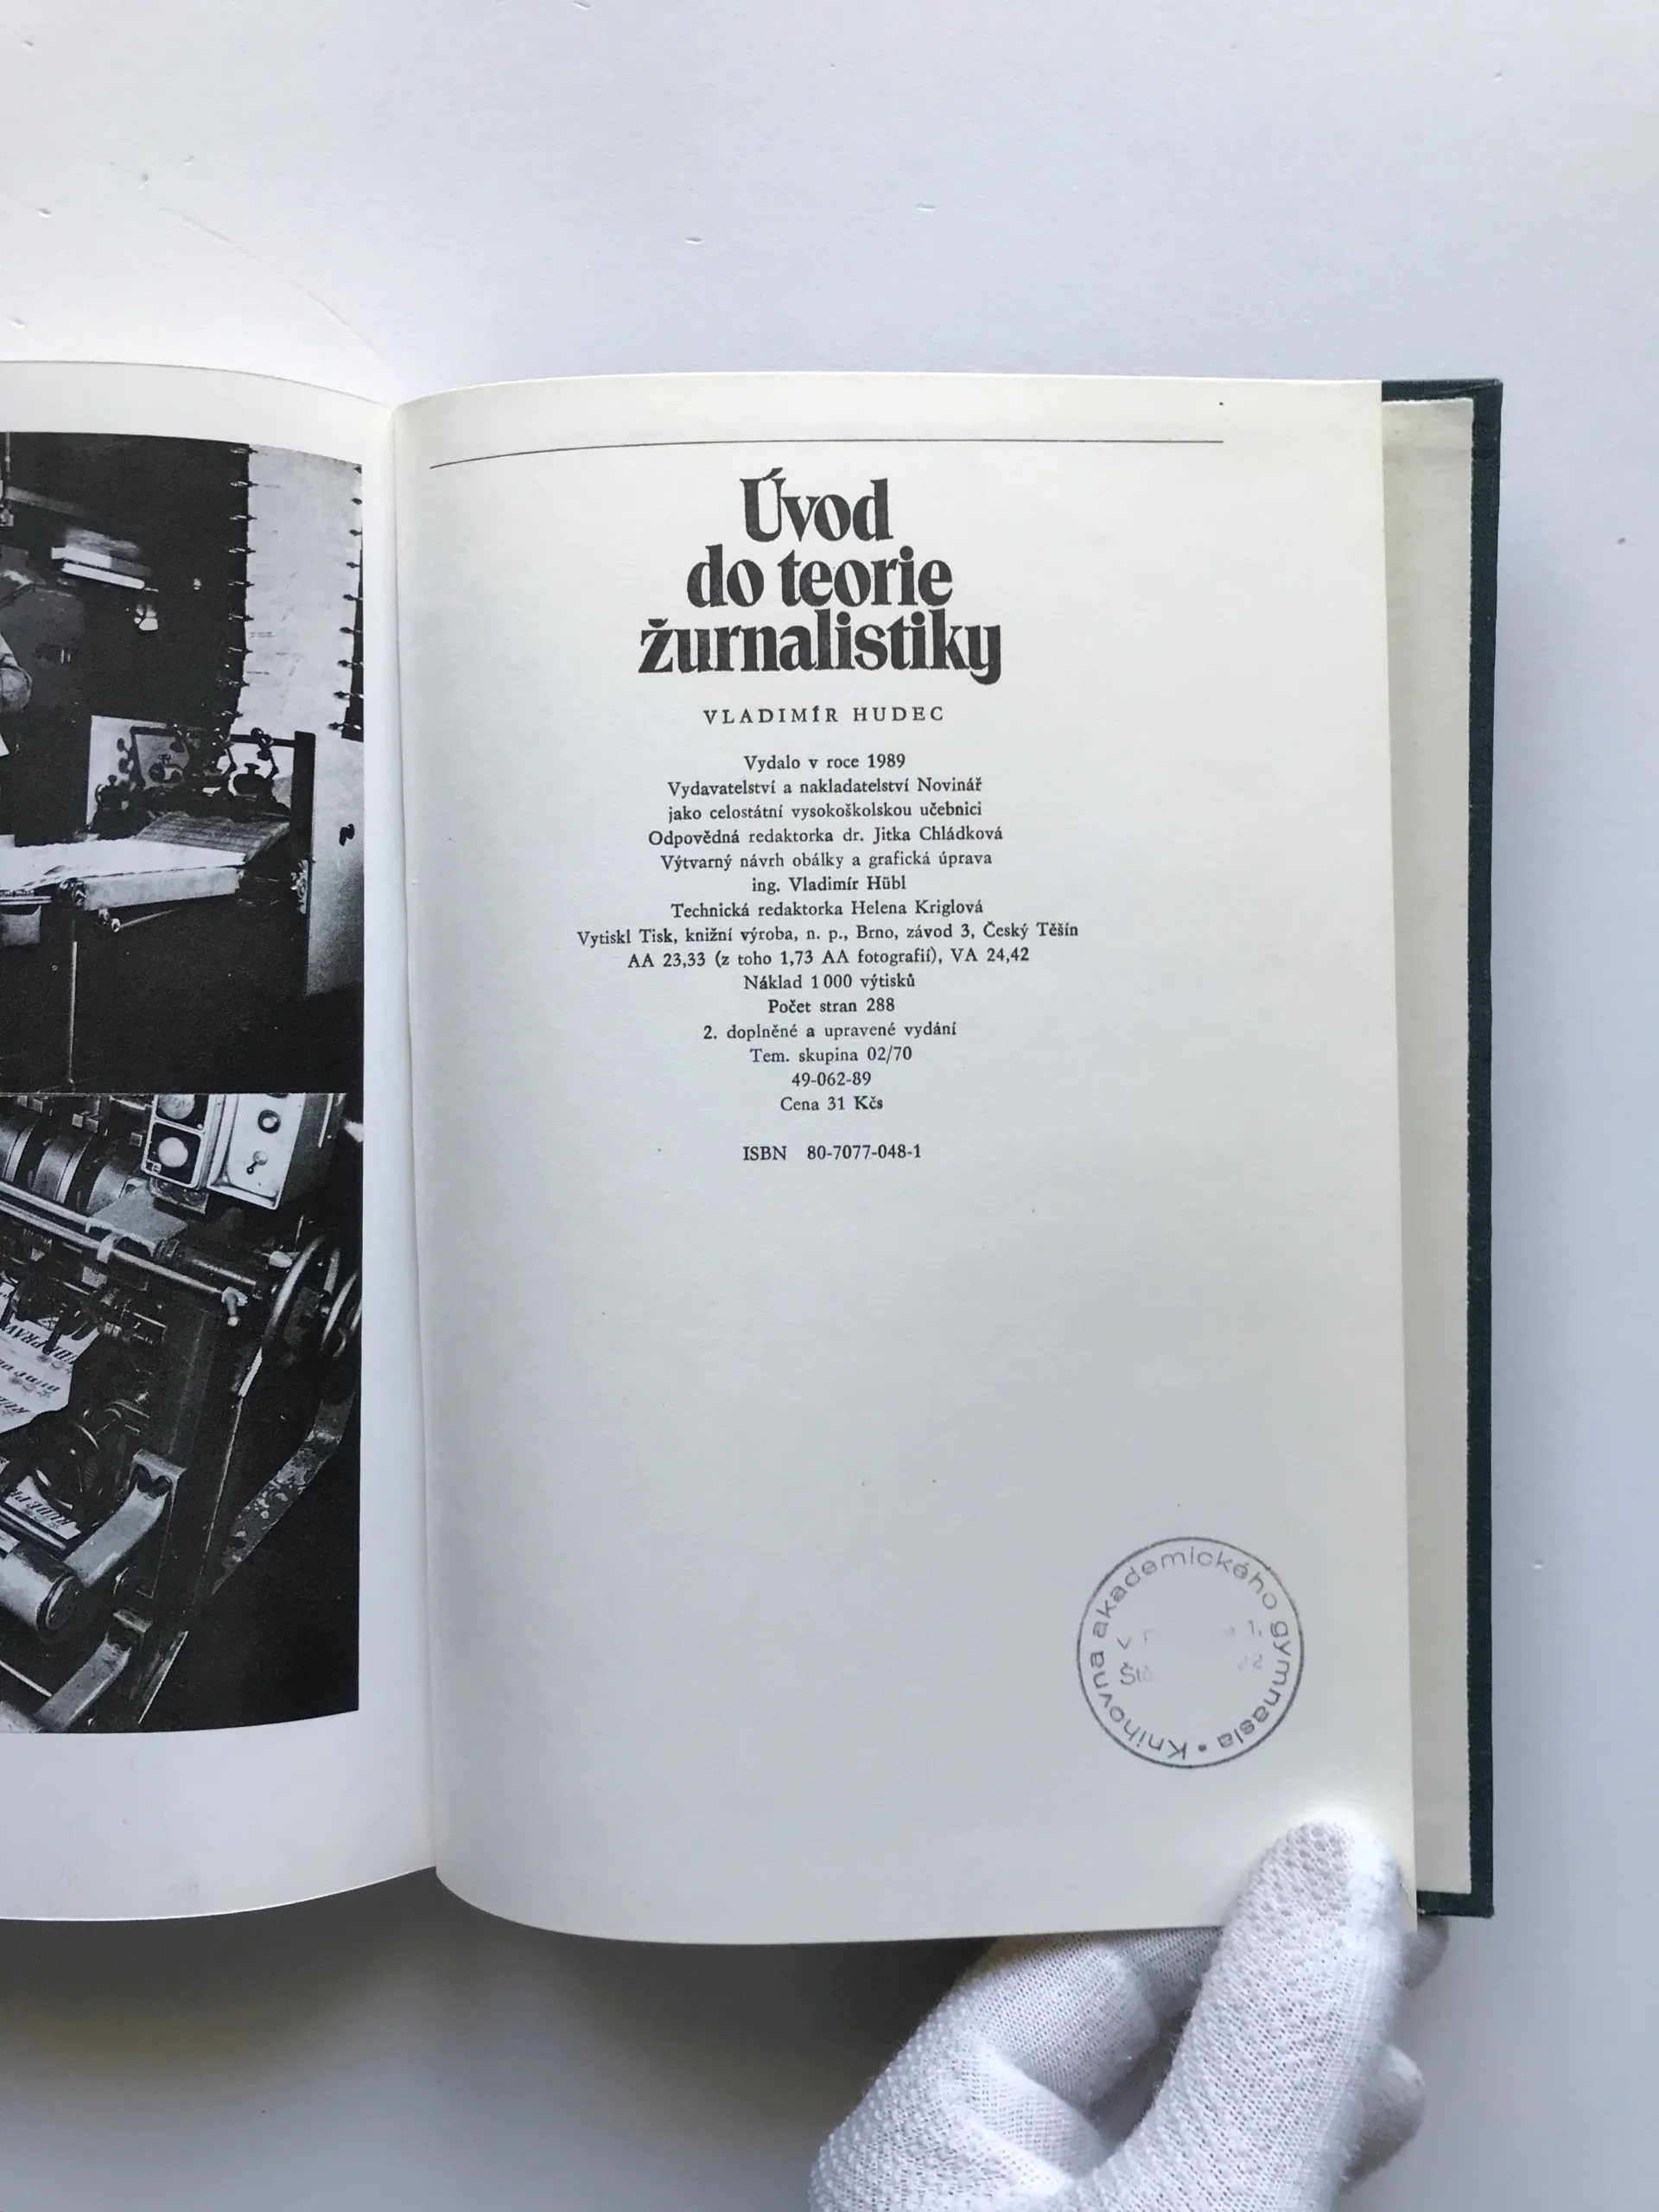 Úvod
do teorie
žurnalistiky
VLADIMÍR HUDEC
Vydalo v roce 1989
Vydavatelství a nakladatelství Novinář
jako celostátní vysokoškolskou učebnici
Odpovědná redaktorka dr. Jitka Chládková
Výtvarný návrh obálky a grafická úprava
ing. Vladimír Hübl
Technická redaktorka Helena Kriglová
Vytiskl Tisk, knižní výroba, n. p., Brno, závod 3, Český Těšín
AA 23,33 (z toho 1,73 AA fotografií), VA 24,42
Náklad 1 000 výtisků
Počet stran 288
2. doplněné a upravené vydání
Tem. skupina 02/70
49-062-89
Cena 31 Kčs
ISBN 80-7077-048-1
Knihovna akademického gymnasia •